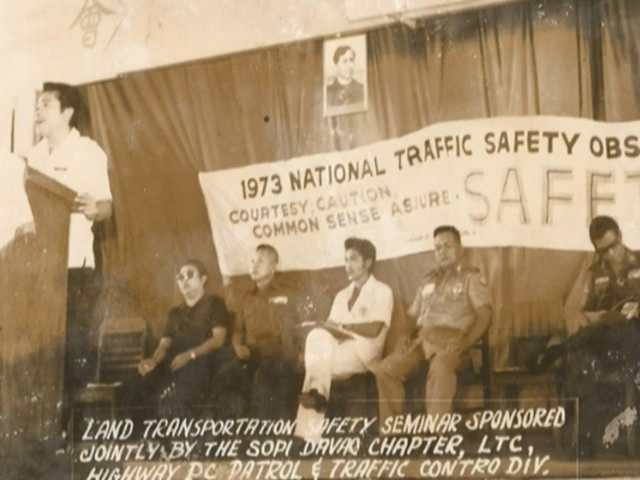 會
1973 NATIONAL TRAFFIC SAFETY OBS
COURTESY, CAUTION,
COMMON SENSE ASSURE.
SAFET
LAND TRANSPORTATION SAFETY SEMINAR SPONSORED
JOINTLY BY THE SOPI DAVAO CHAPTER, LTC,
HIGHWAY PC PATROL & TRAFFIC CONTRO DIV.